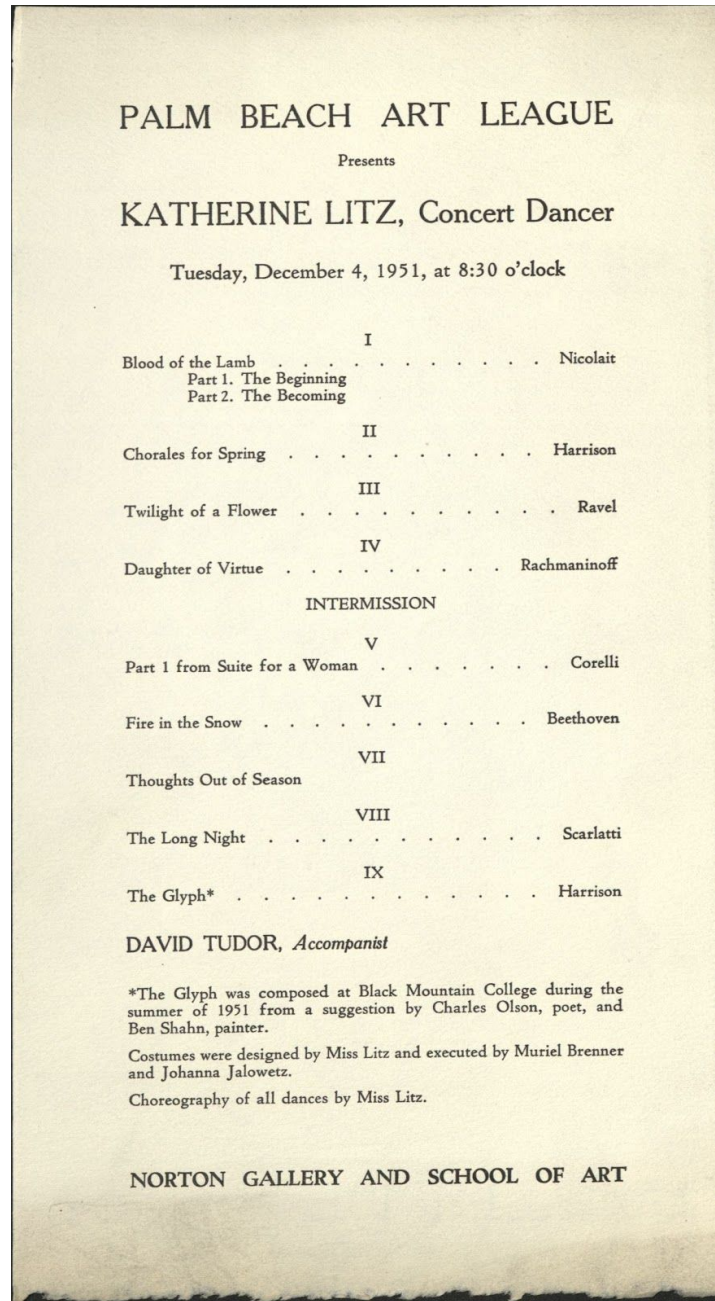 PALM BEACH ART LEAGUE
Presents
KATHERINE LITZ, Concert Dancer
Tuesday, December 4, 1951, at 8:30 o'clock
I
Blood of the Lamb . . . . . . . . . . . Nicolait
Part 1. The Beginning
Part 2. The Becoming
II
Chorales for Spring . . . . . . . . . . Harrison
III
Twilight of a Flower . . . . . . . . . . Ravel
IV
Daughter of Virtue . . . . . . . . . Rachmaninoff
INTERMISSION
V
Part 1 from Suite for a Woman . . . . . . . Corelli
VI
Fire in the Snow . . . . . . . . . . . Beethoven
VII
Thoughts Out of Season
VIII
The Long Night . . . . . . . . . . . Scarlatti
IX
The Glyph* . . . . . . . . . . . . Harrison
DAVID TUDOR, Accompanist
*The Glyph was composed at Black Mountain College during the
summer of 1951 from a suggestion by Charles Olson, poet, and
Ben Shahn, painter.
Costumes were designed by Miss Litz and executed by Muriel Brenner
and Johanna Jalowetz.
Choreography of all dances by Miss Litz.
NORTON GALLERY AND SCHOOL OF ART